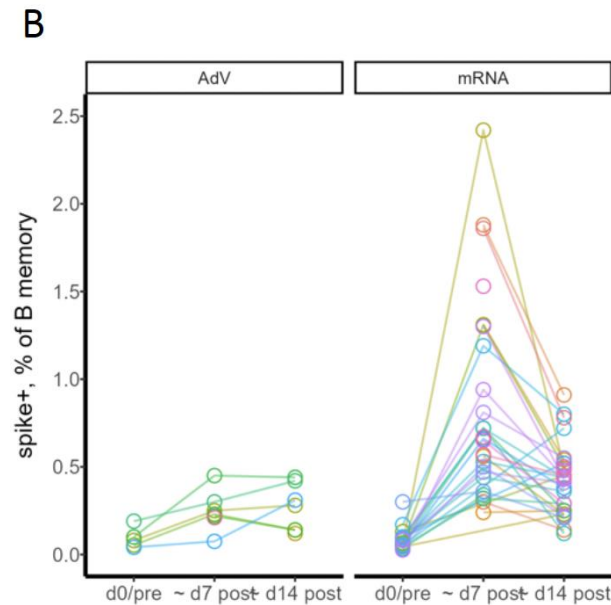 B
AdV
mRNA
2.5
2.0
1.5
1.0
0.5
0.0
spike+, % of B memory
d0/pre ~ d7 post ~ d14 post
d0/pre ~ d7 post ~ d14 post